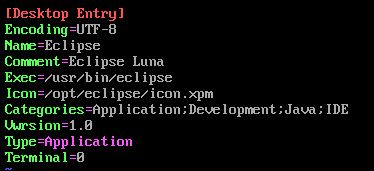 [Desktop Entry]
Encoding=UTF-8
Name=Eclipse
Comment=Eclipse Luna
Exec=/usr/bin/eclipse
Icon=/opt/eclipse/icon.xpm
Categories=Application;Development;Java;IDE
Vwrsion=1.0
Type=Application
Terminal=0
~